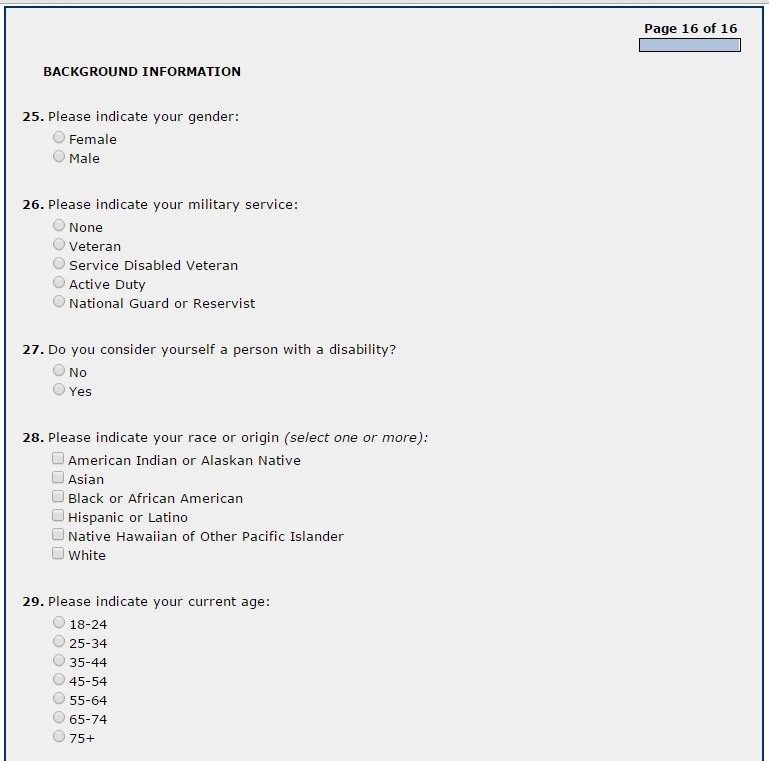 Page 16 of 16
BACKGROUND INFORMATION
25. Please indicate your gender:
Female
Male
26. Please indicate your military service:
None
Veteran
Service Disabled Veteran
Active Duty
National Guard or Reservist
27. Do you consider yourself a person with a disability?
No
Yes
28. Please indicate your race or origin (select one or more):
American Indian or Alaskan Native
Asian
Black or African American
Hispanic or Latino
Native Hawaiian of Other Pacific Islander
White
29. Please indicate your current age:
18-24
25-34
35-44
45-54
55-64
65-74
75+